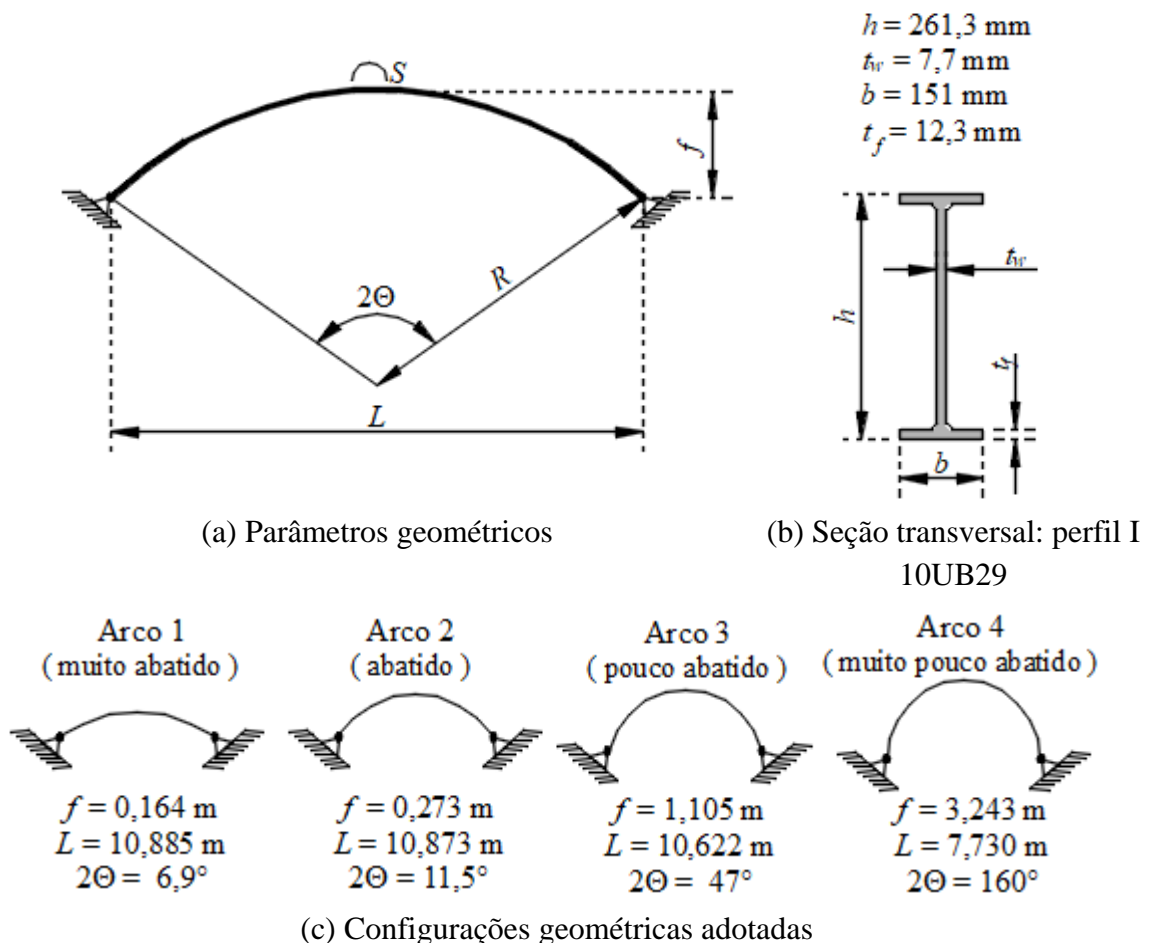 h = 261,3 mm
tw = 7,7 mm
b = 151 mm
tf = 12,3 mm
S
f
R
2Θ
L
h
tw
tf
b
(a) Parâmetros geométricos
(b) Seção transversal: perfil I
10UB29
Arco 1
( muito abatido )
f = 0,164 m
L = 10,885 m
2Θ = 6,9°
Arco 2
( abatido )
f = 0,273 m
L = 10,873 m
2Θ = 11,5°
Arco 3
( pouco abatido )
f = 1,105 m
L = 10,622 m
2Θ = 47°
Arco 4
( muito pouco abatido )
f = 3,243 m
L = 7,730 m
2Θ = 160°
(c) Configurações geométricas adotadas